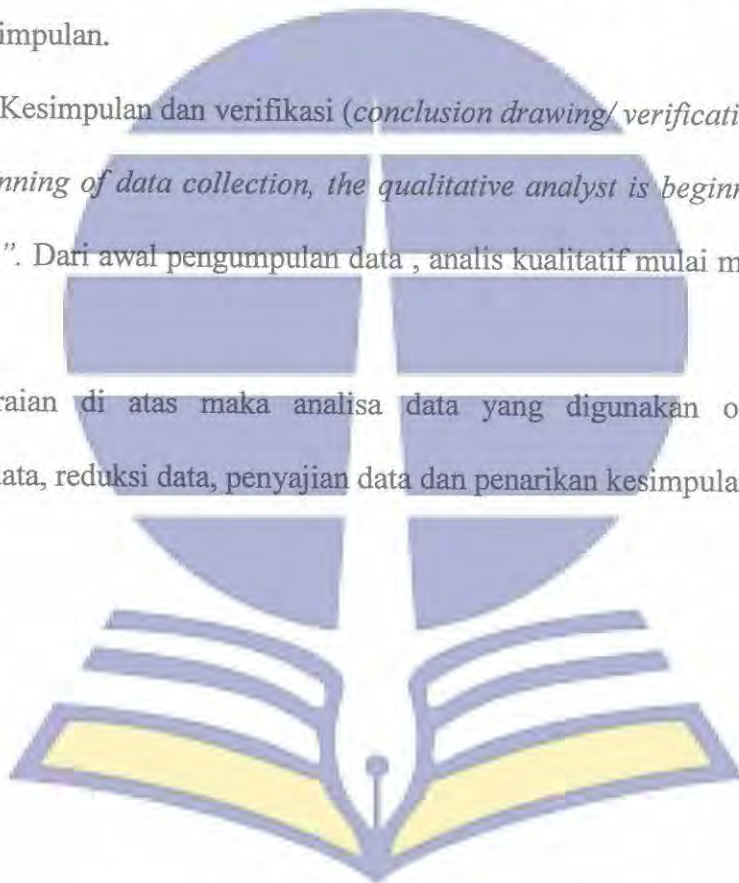 impulan.
Kesimpulan dan verifikasi (conclusion drawing/ verificati
nning of data collection, the qualitative analyst is beginn
". Dari awal pengumpulan data , analis kualitatif mulai m
raian di atas maka analisa data yang digunakan o
ata, reduksi data, penyajian data dan penarikan kesimpula